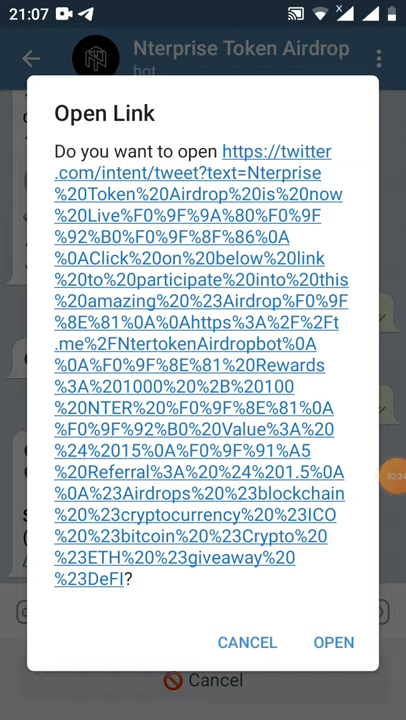 21:07
Nterprise Token Airdrop
bot
Open Link
Do you want to open https://twitter
.com/intent/tweet?text=Nterprise
%20Token%20Airdrop%20is%20now
%20Live%F0%9F%9A%80%F0%9F
%92%B0%F0%9F%8F%86%0A
%0AClick%20on%20below%20link
%20to%20participate%20into%20this
%20amazing%20%23Airdrop%F0%9F
%8E%81%0A%0Ahttps%3A%2F%2Ft
.me%2FNtertokenAirdropbot%0A
%0A%F0%9F%8E%81%20Rewards
%3A%201000%20%2B%20100
%20NTER%20%F0%9F%8E%81%0A
%F0%9F%92%B0%20Value%3A%20
%24%2015%0A%F0%9F%91%A5
%20Referral%3A%20%24%201.5%0A
%0A%23Airdrops%20%23blockchain
%20%23cryptocurrency%20%23ICO
%20%23bitcoin%20%23Crypto%20
%23ETH%20%23giveaway%20
%23DeFI?
02:34
CANCEL OPEN
Cancel